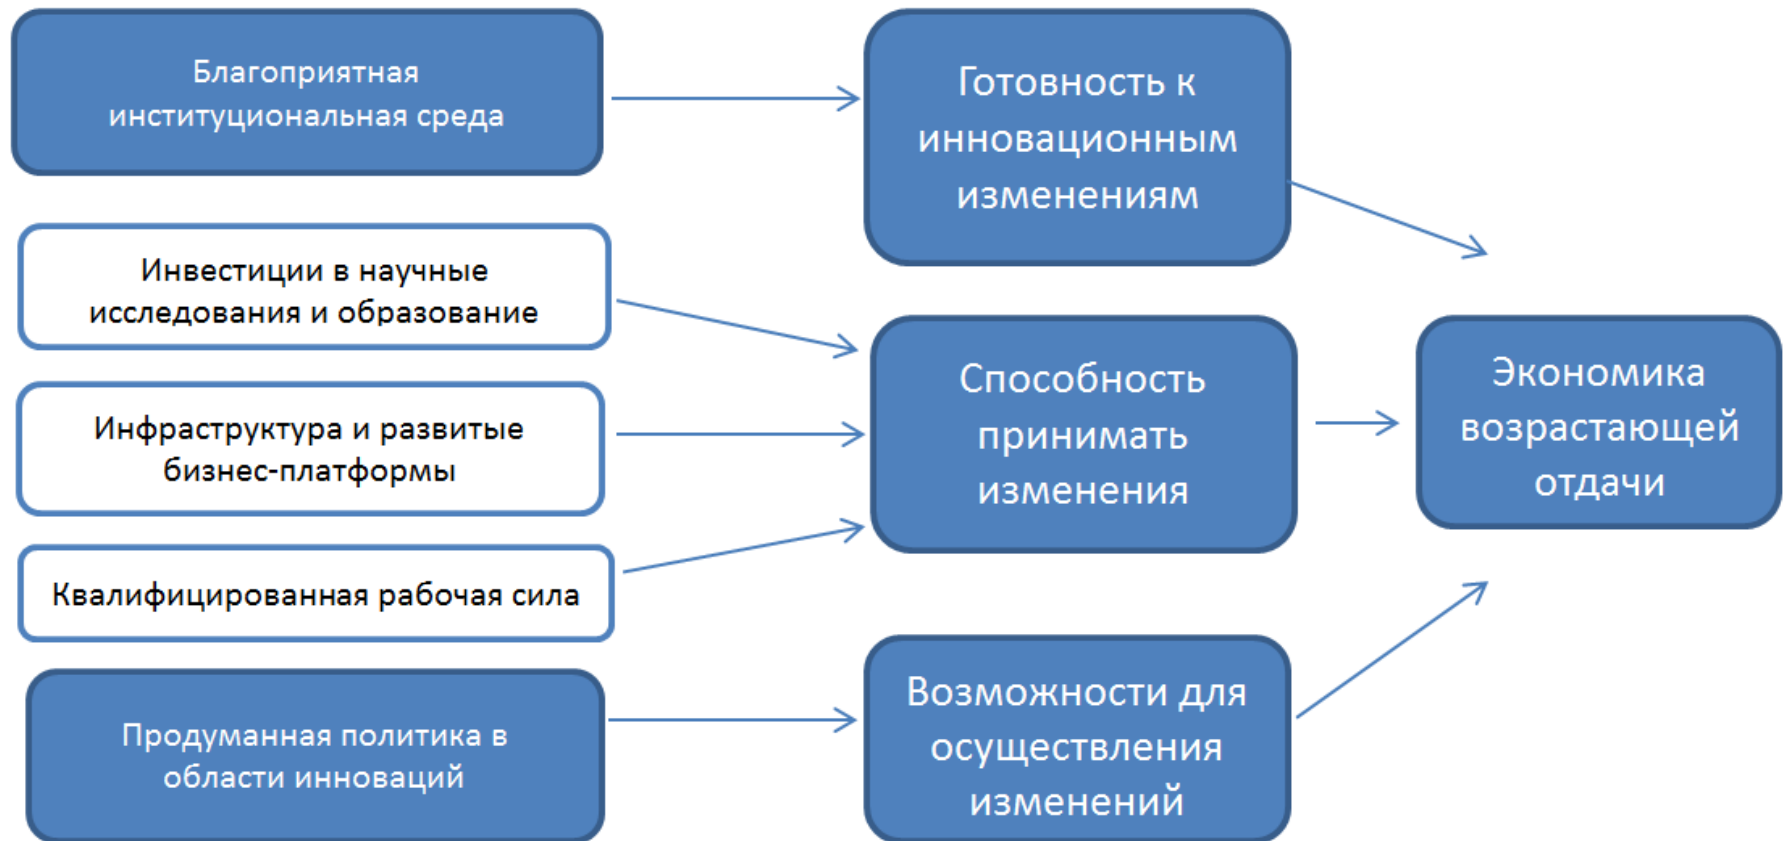 Благоприятная
институциональная среда
Готовность к
инновационным
изменениям
Инвестиции в научные
исследования и образование
Инфраструктура и развитые
бизнес-платформы
Квалифицированная рабочая сила
Способность
принимать
изменения
Экономика
возрастающей
отдачи
Продуманная политика в
области инноваций
Возможности для
осуществления
изменений